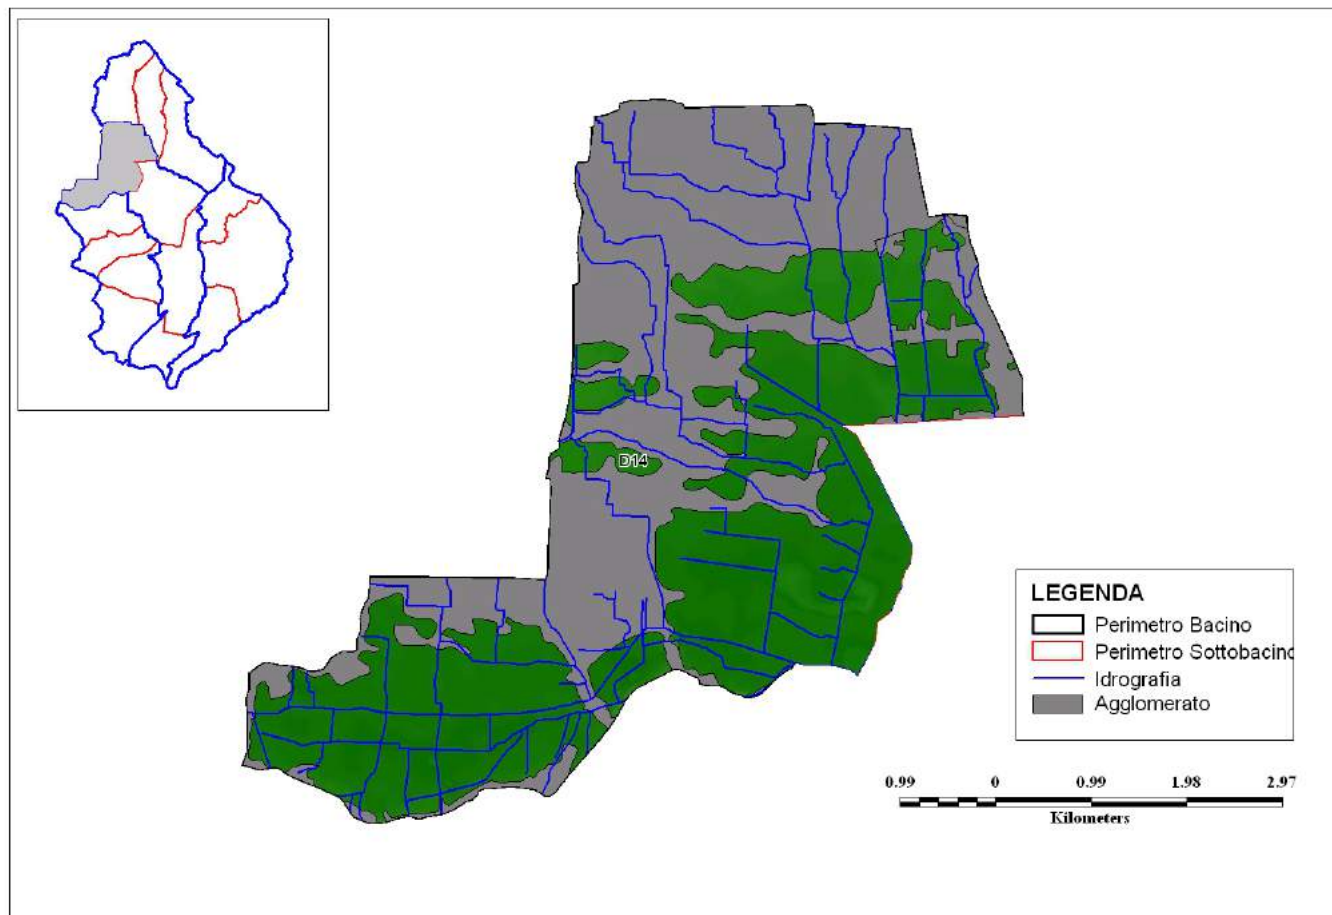 D14
LEGENDA
Perimetro Bacino
Perimetro Sottobacino
Idrografia
Agglomerato
0.99 0 0.99 1.98 2.97
Kilometers